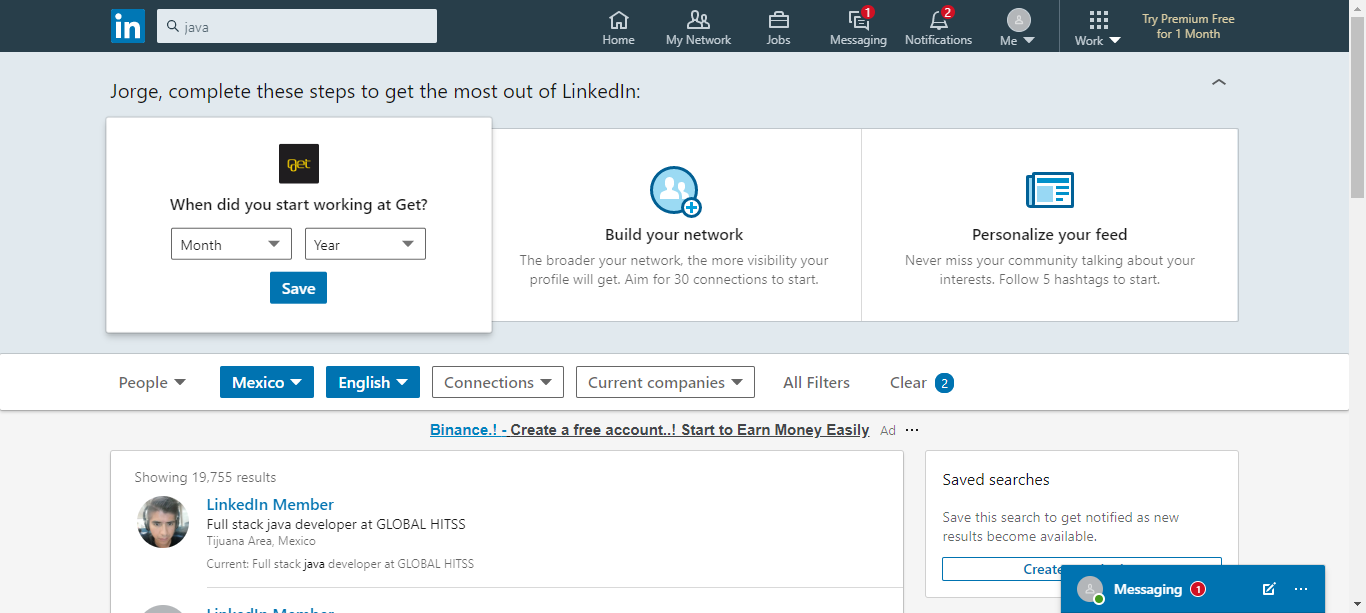 in
java
Home
My Network
Jobs
1
Messaging
2
Notifications
Me
Work
Try Premium Free
for 1 Month
Jorge, complete these steps to get the most out of LinkedIn:
Get
When did you start working at Get?
Month
Year
Save
Build your network
The broader your network, the more visibility your
profile will get. Aim for 30 connections to start.
Personalize your feed
Never miss your community talking about your
interests. Follow 5 hashtags to start.
People
Mexico
English
Connections
Current companies
All Filters
Clear 2
Binance.! - Create a free account..! Start to Earn Money Easily Ad ...
Showing 19,755 results
LinkedIn Member
Full stack java developer at GLOBAL HITSS
Tijuana Area, Mexico
Current: Full stack java developer at GLOBAL HITSS
LinkedIn Member
Saved searches
Save this search to get notified as new
results become available.
Create
Messaging 1